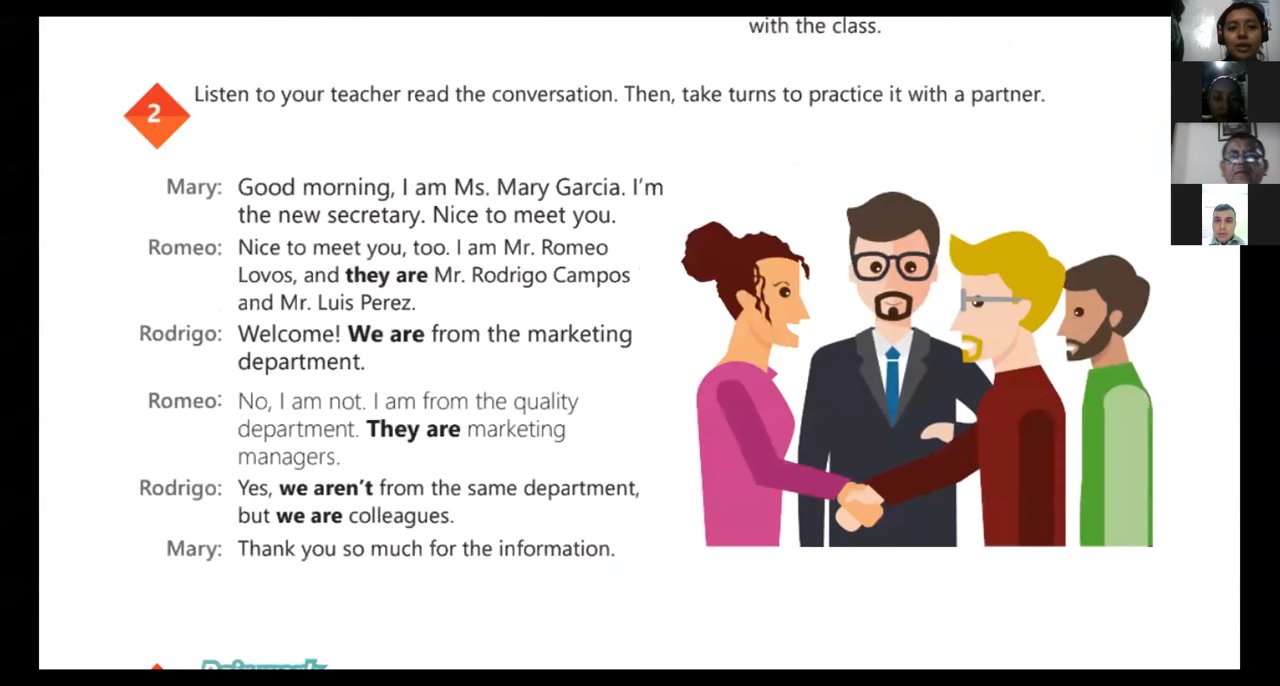 with the class.
2
Listen to your teacher read the conversation. Then, take turns to practice it with a partner.
Mary: Good morning, I am Ms. Mary Garcia. I'm
the new secretary. Nice to meet you.
Romeo: Nice to meet you, too. I am Mr. Romeo
Lovos, and they are Mr. Rodrigo Campos
and Mr. Luis Perez.
Rodrigo: Welcome! We are from the marketing
department.
Romeo: No, I am not. I am from the quality
department. They are marketing
managers.
Rodrigo: Yes, we aren't from the same department,
but we are colleagues.
Mary: Thank you so much for the information.